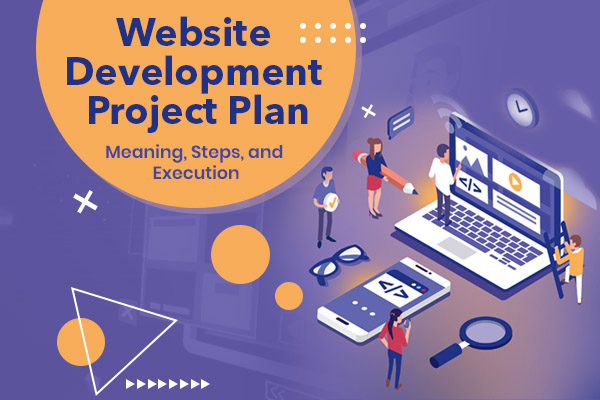 Website
Development
Project Plan
Meaning, Steps, and
Execution
</>
</>